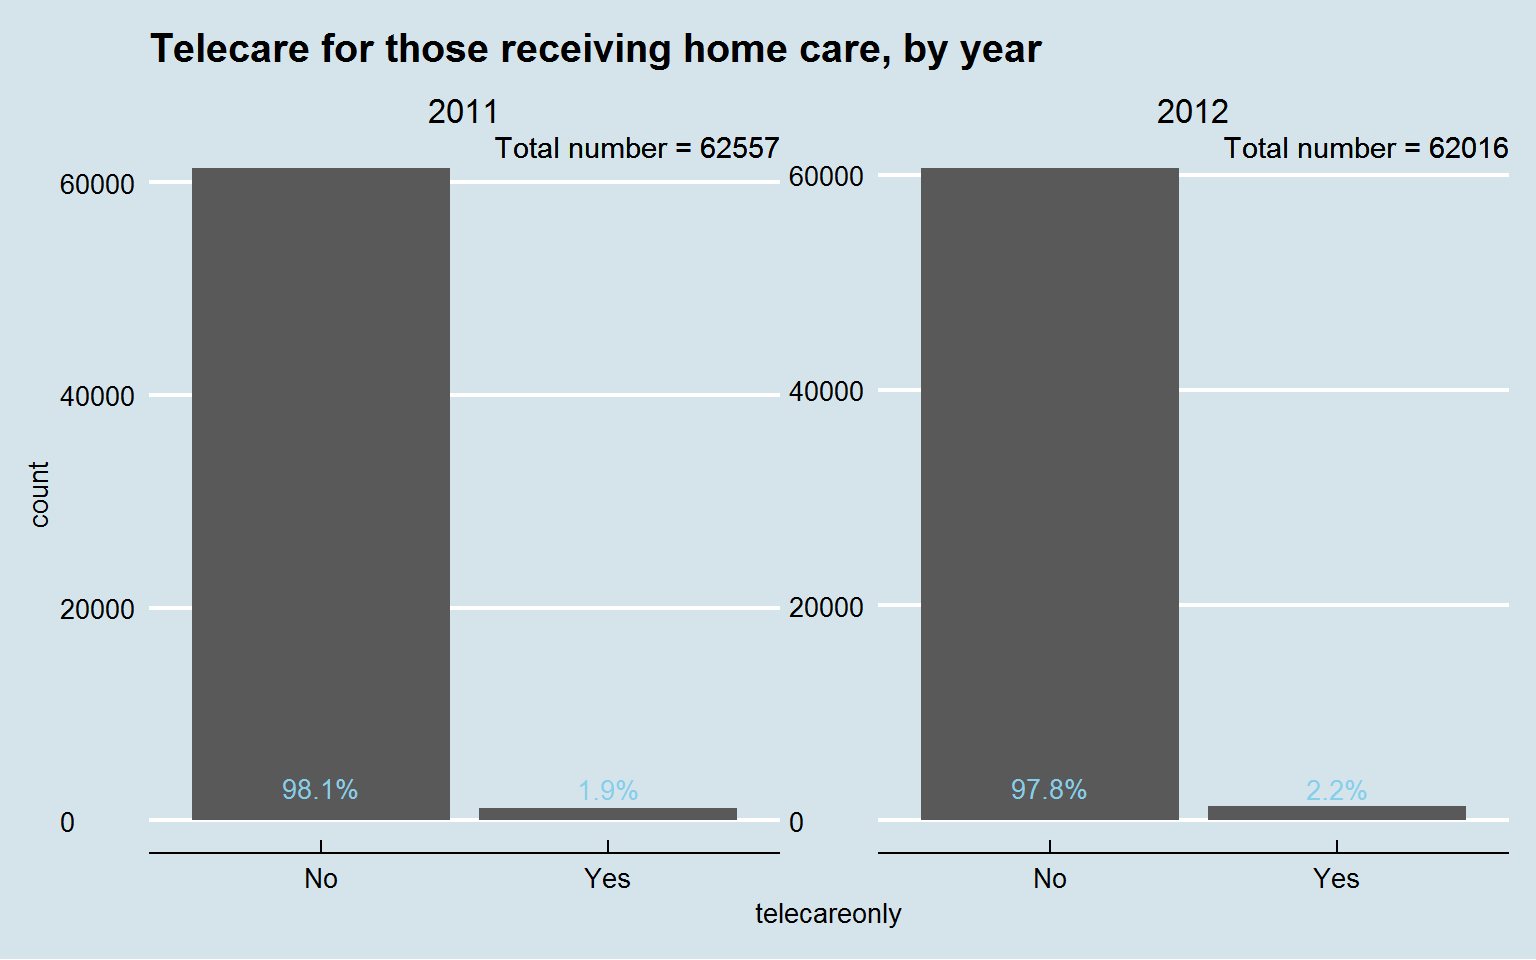 Telecare for those receiving home care, by year
2011
Total number = 62557
60000
40000
20000
0
98.1%
1.9%
No
Yes
2012
Total number = 62016
60000
40000
20000
0
97.8%
2.2%
No
Yes
count
telecareonly